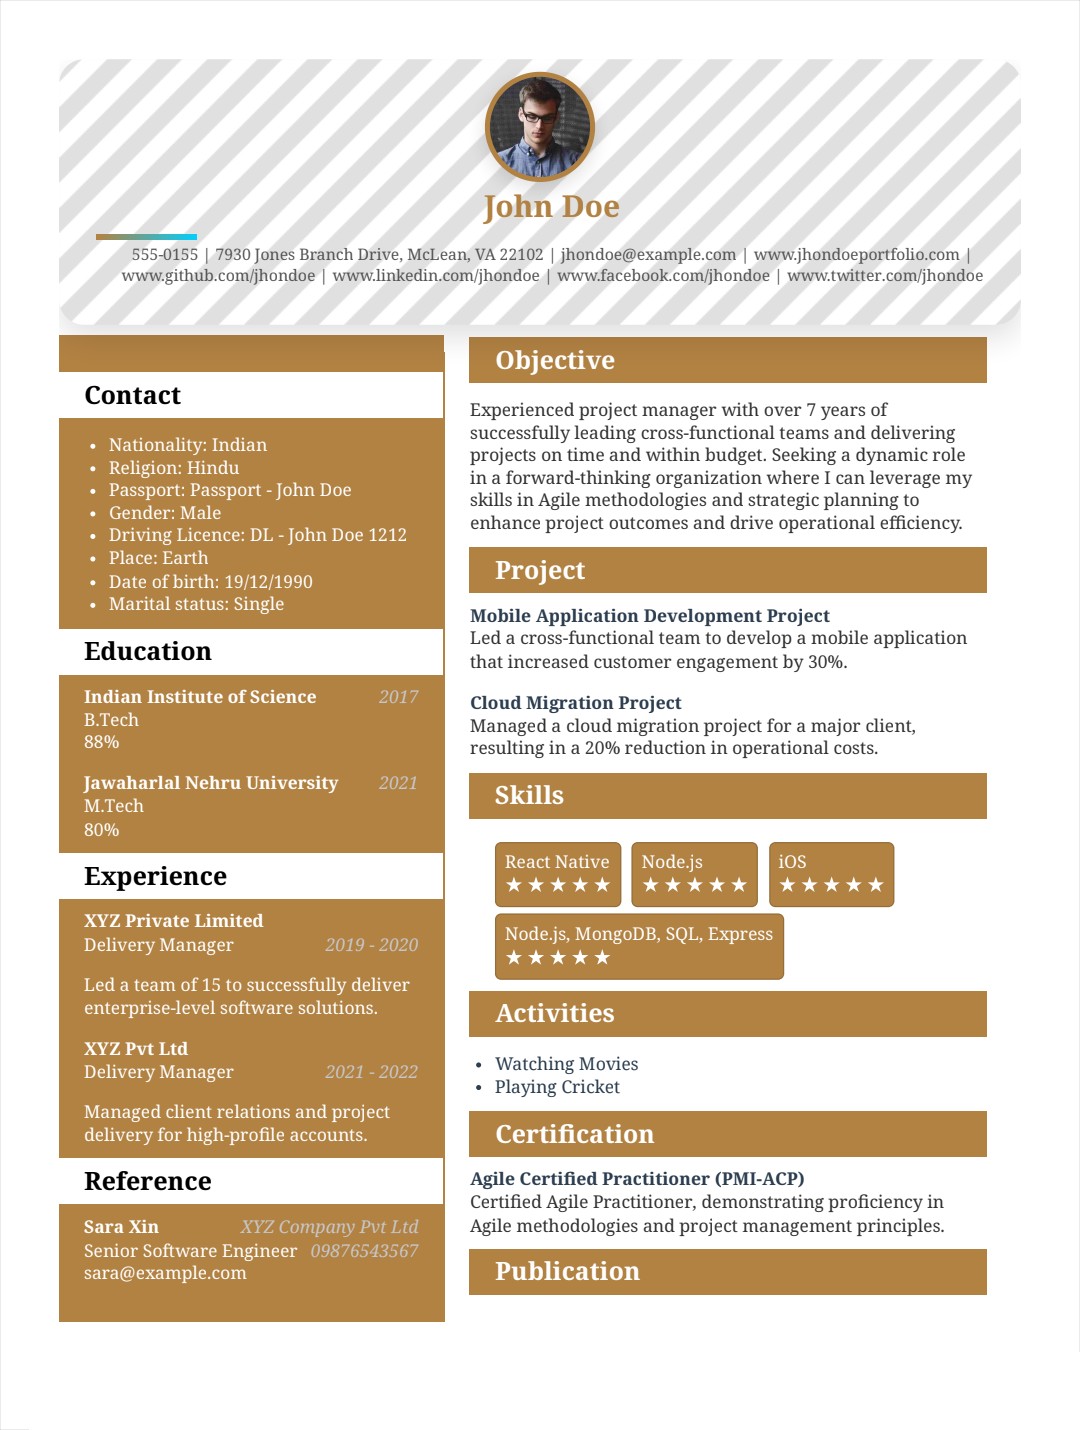 John Doe
555-0155 | 7930 Jones Branch Drive, McLean, VA 22102 | jhondoe@example.com | www.jhondoeportfolio.com |
www.github.com/jhondoe | www.linkedin.com/jhondoe | www.facebook.com/jhondoe | www.twitter.com/jhondoe
Contact
• Nationality: Indian
• Religion: Hindu
• Passport: Passport - John Doe
• Gender: Male
• Driving Licence: DL - John Doe 1212
• Place: Earth
• Date of birth: 19/12/1990
• Marital status: Single
Education
Indian Institute of Science 2017
B.Tech
88%
Jawaharlal Nehru University 2021
M.Tech
80%
Experience
XYZ Private Limited
Delivery Manager 2019 - 2020
Led a team of 15 to successfully deliver
enterprise-level software solutions.
XYZ Pvt Ltd
Delivery Manager 2021 - 2022
Managed client relations and project
delivery for high-profile accounts.
Reference
Sara Xin XYZ Company Pvt Ltd
Senior Software Engineer 09876543567
sara@example.com
Objective
Experienced project manager with over 7 years of
successfully leading cross-functional teams and delivering
projects on time and within budget. Seeking a dynamic role
in a forward-thinking organization where I can leverage my
skills in Agile methodologies and strategic planning to
enhance project outcomes and drive operational efficiency.
Project
Mobile Application Development Project
Led a cross-functional team to develop a mobile application
that increased customer engagement by 30%.
Cloud Migration Project
Managed a cloud migration project for a major client,
resulting in a 20% reduction in operational costs.
Skills
React Native Node.js iOS
★★★★★ ★★★★★ ★★★★★
Node.js, MongoDB, SQL, Express
★★★★★
Activities
• Watching Movies
• Playing Cricket
Certification
Agile Certified Practitioner (PMI-ACP)
Certified Agile Practitioner, demonstrating proficiency in
Agile methodologies and project management principles.
Publication